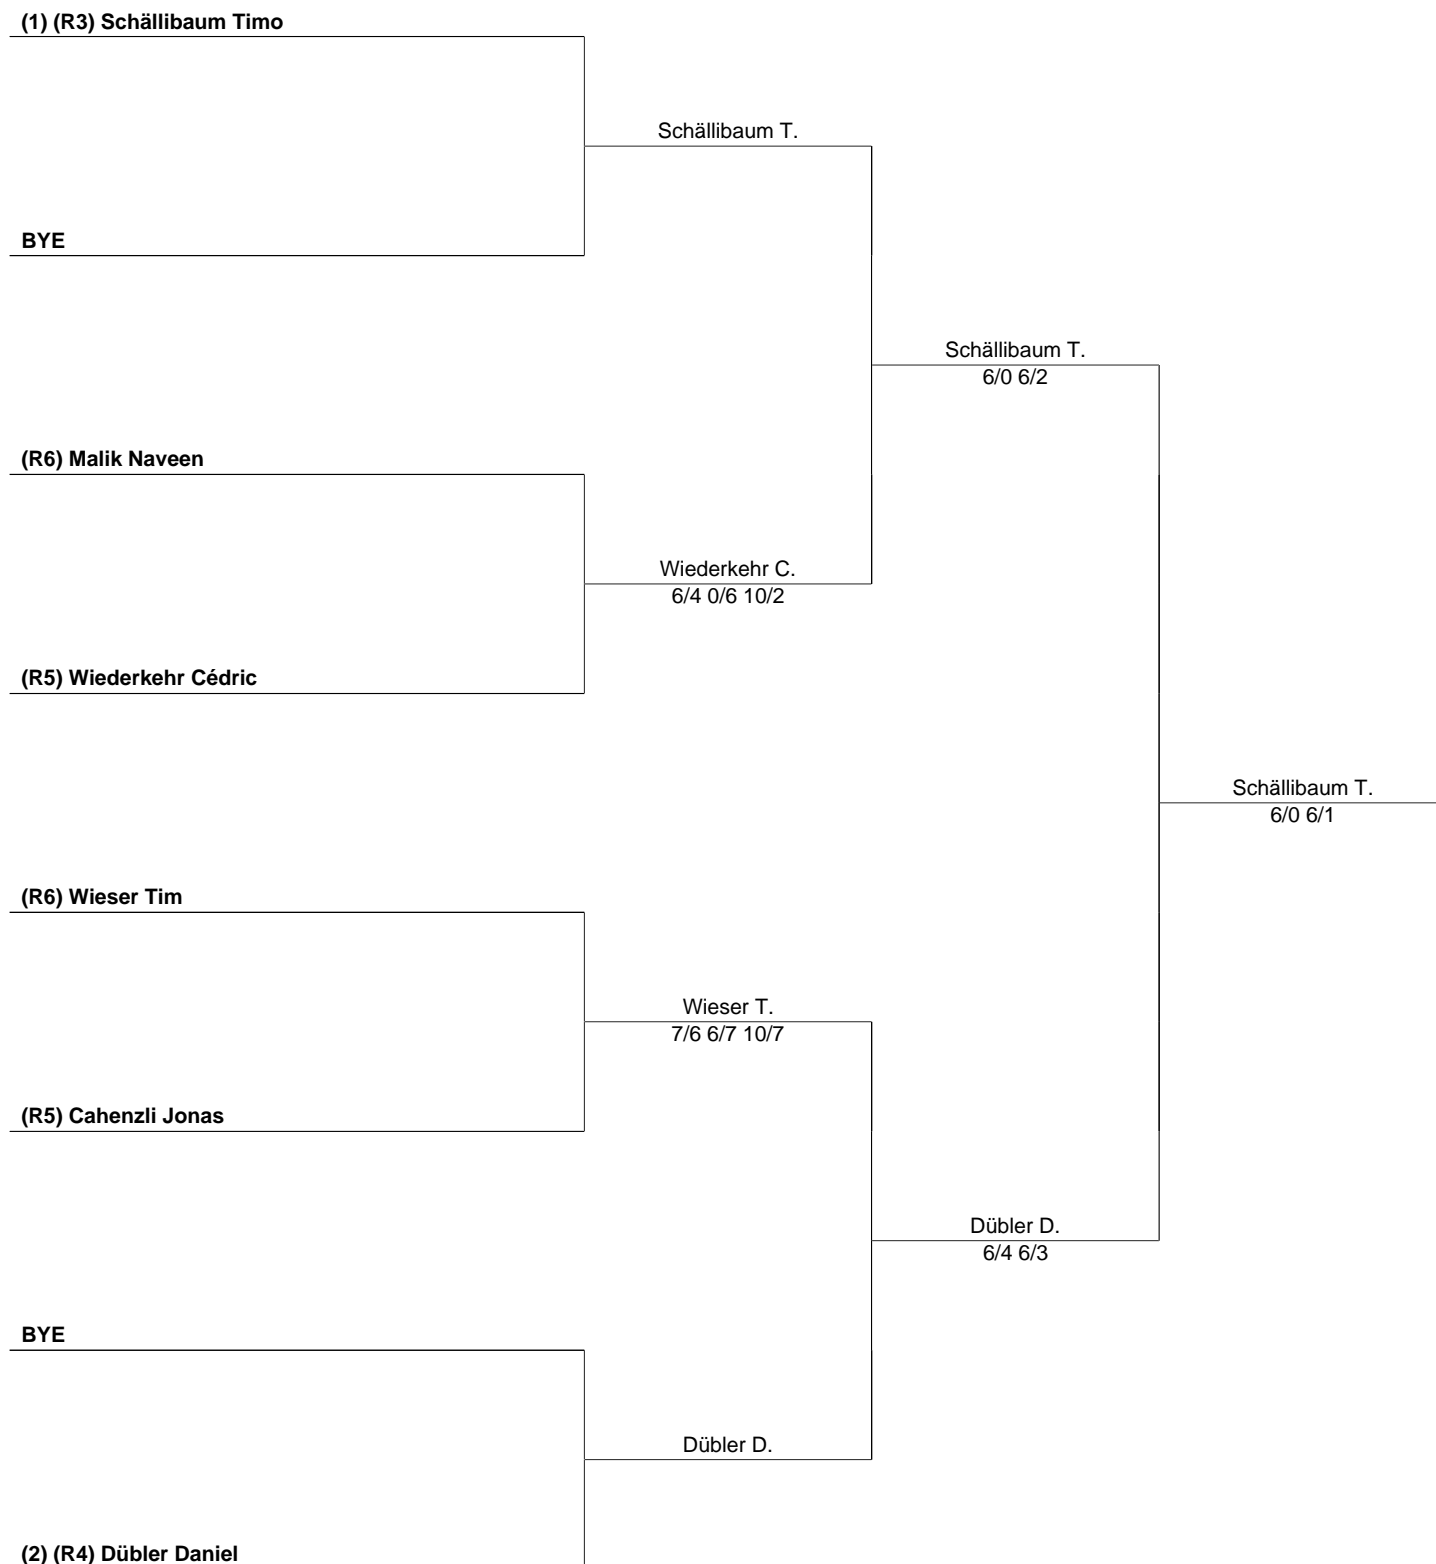 (1) (R3) Schällibaum Timo
Schällibaum T.
BYE
Schällibaum T.
6/0 6/2
(R6) Malik Naveen
Wiederkehr C.
6/4 0/6 10/2
(R5) Wiederkehr Cédric
Schällibaum T.
6/0 6/1
(R6) Wieser Tim
Wieser T.
7/6 6/7 10/7
(R5) Cahenzli Jonas
Dübler D.
6/4 6/3
BYE
Dübler D.
(2) (R4) Dübler Daniel